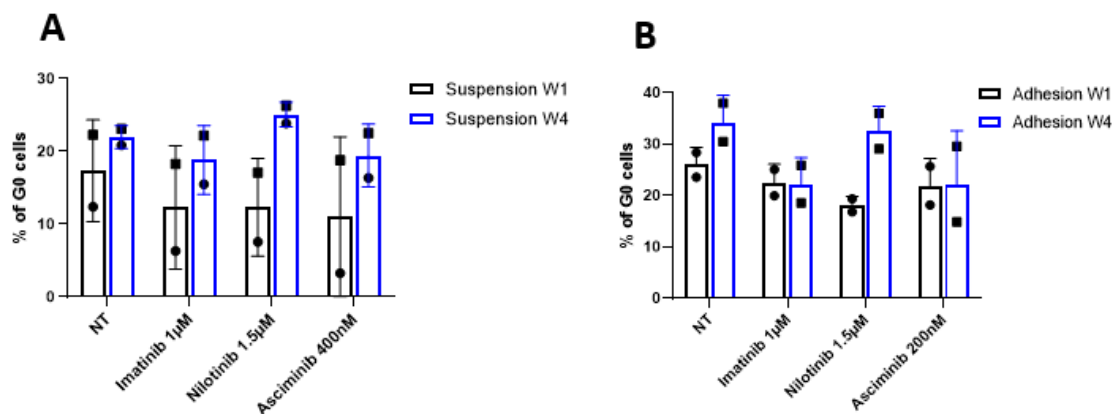 A
% of G0 cells
30
20
10
0
NT
Imatinib 1µM
Nilotinib 1.5µM
Asciminib 400nM
Suspension W1
Suspension W4
B
% of G0 cells
40
30
20
10
0
NT
Imatinib 1µM
Nilotinib 1.5µM
Asciminib 200nM
Adhesion W1
Adhesion W4